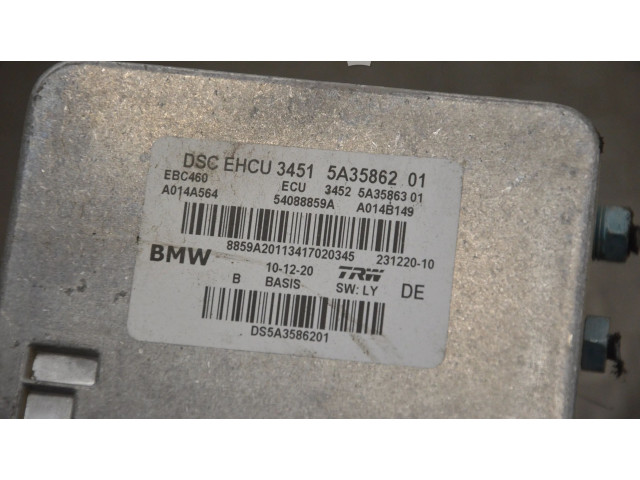 DSC EHCU 3451 5A35862 01
EBC460 ECU 3452 5A35863 01
A014A564 54088859A A014B149
8859A20113417020345 231220-10
BMW 10-12-20 TRW
B BASIS SW: LY DE
DS5A3586201